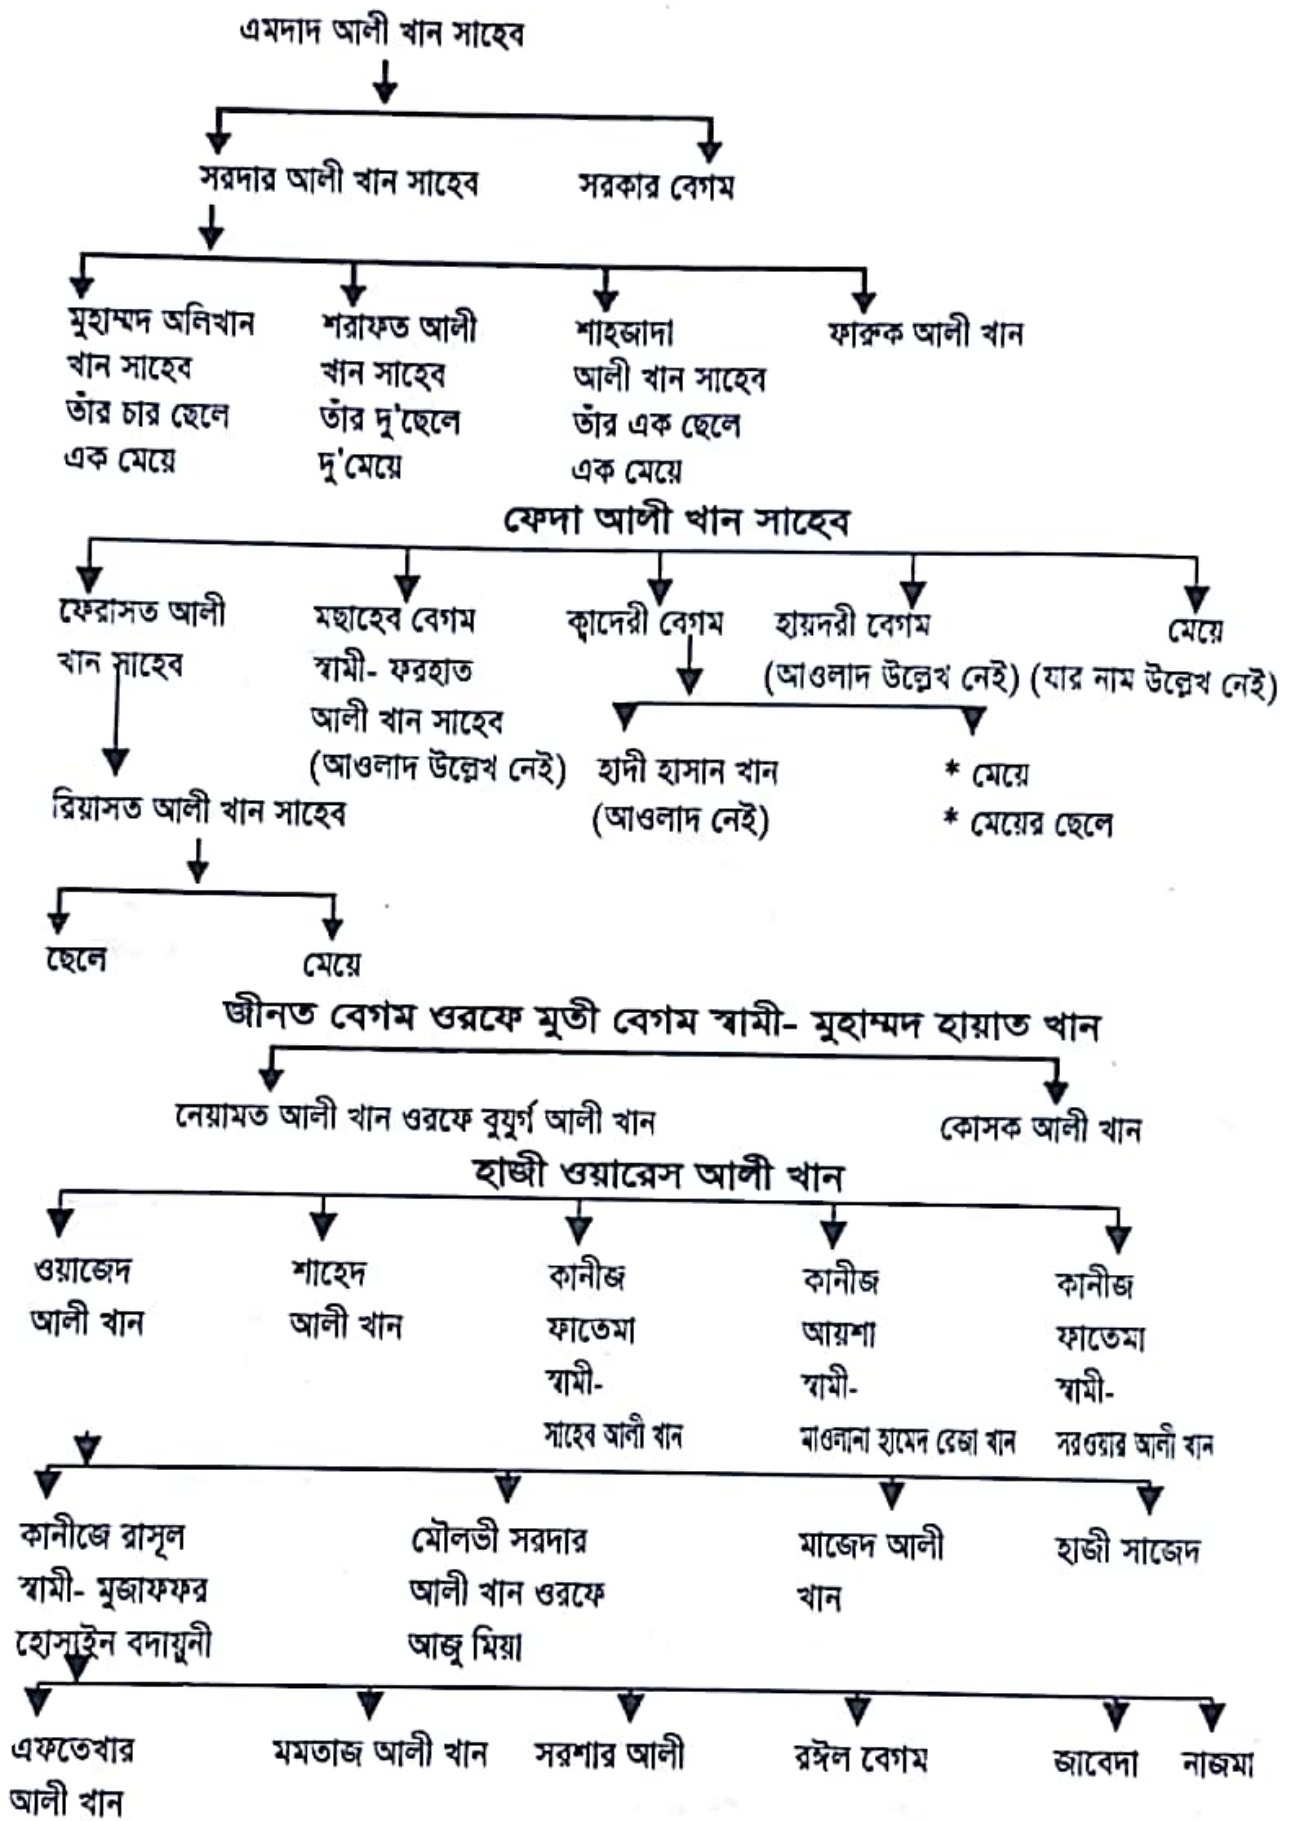 এমদাদ আলী খান সাহেব
সরদার আলী খান সাহেব সরকার বেগম
মুহাম্মদ অলিখান শরাফত আলী শাহজাদা ফারুক আলী খান
খান সাহেব খান সাহেব আলী খান সাহেব
তাঁর চার ছেলে তাঁর দু'ছেলে তাঁর এক ছেলে
এক মেয়ে দু'মেয়ে এক মেয়ে
ফেদা আলী খান সাহেব
ফেরাসত আলী মছাহেব বেগম ক্বাদেরী বেগম হায়দরী বেগম মেয়ে
খান সাহেব স্বামী- ফরহাত (আওলাদ উল্লেখ নেই) (যার নাম উল্লেখ নেই)
আলী খান সাহেব
(আওলাদ উল্লেখ নেই) হাদী হাসান খান * মেয়ে
রিয়াসত আলী খান সাহেব (আওলাদ নেই) * মেয়ের ছেলে
ছেলে মেয়ে
জীনত বেগম ওরফে মুতী বেগম স্বামী- মুহাম্মদ হায়াত খান
নেয়ামত আলী খান ওরফে বুযুর্গ আলী খান কোসক আলী খান
হাজী ওয়ারেস আলী খান
ওয়াজেদ শাহেদ কানীজ কানীজ কানীজ
আলী খান আলী খান ফাতেমা আয়শা ফাতেমা
স্বামী- স্বামী- স্বামী-
সাহেব আলী খান মাওলানা হামেদ রেজা খান সরওয়ার আলী খান
কানীজে রাসূল মৌলভী সরদার মাজেদ আলী হাজী সাজেদ
স্বামী- মুজাফফর আলী খান ওরফে খান
হোসাইন বদায়ুনী আজু মিয়া
এফতেখার মমতাজ আলী খান সরশার আলী রঈল বেগম জাবেদা নাজমা
আলী খান